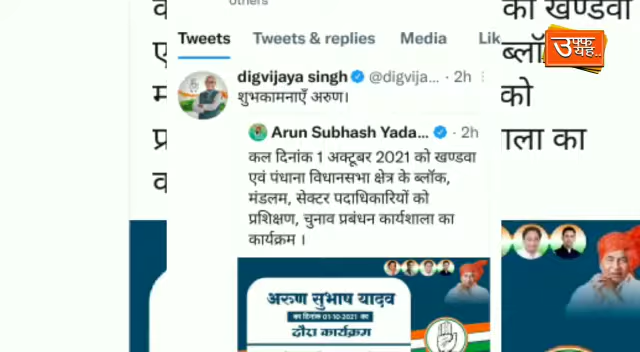 others
Tweets Tweets & replies Media Lik
digvijaya singh @digvija... · 2h
शुभकामनाएँ अरुण।
Arun Subhash Yada... · 2h
कल दिनांक 1 अक्टूबर 2021 को खण्डवा
एवं पंधाना विधानसभा क्षेत्र के ब्लॉक,
मंडलम, सेक्टर पदाधिकारियों को
प्रशिक्षण, चुनाव प्रबंधन कार्यशाला का
कार्यक्रम ।
अरुण सुभाष यादव
का दिनांक 01-10-2021 का
दौरा कार्यक्रम
को खण्डवा
ब्लॉ
को
ाला का
उफ्फ
यह..